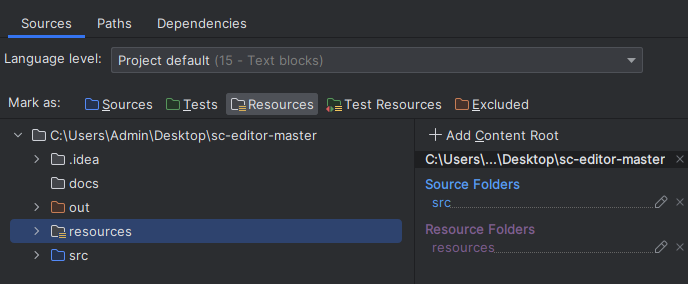 Sources Paths Dependencies
Language level: Project default (15 - Text blocks)
Mark as: Sources Tests Resources Test Resources Excluded
C:\Users\Admin\Desktop\sc-editor-master
.idea
docs
out
resources
src
Add Content Root
C:\Users\...\Desktop\sc-editor-master
Source Folders
src
Resource Folders
resources